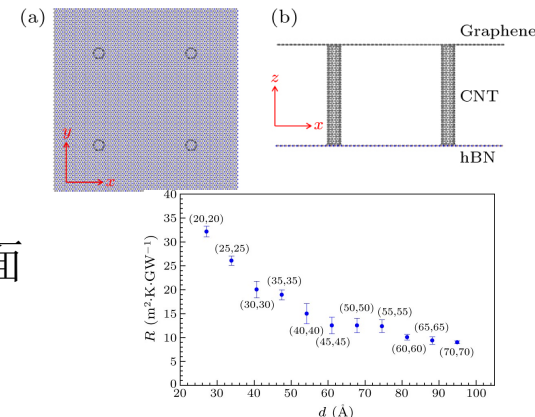 (a)
y
x
(b)
Graphene
z
CNT
x
hBN
面
R (m²·K·GW⁻¹)
40
35
30
25
20
15
10
5
0
(20,20)
(25,25)
(30,30)
(35,35)
(40,40)
(45,45)
(50,50)
(55,55)
(60,60)
(65,65)
(70,70)
20 30 40 50 60 70 80 90 100
d (Å)